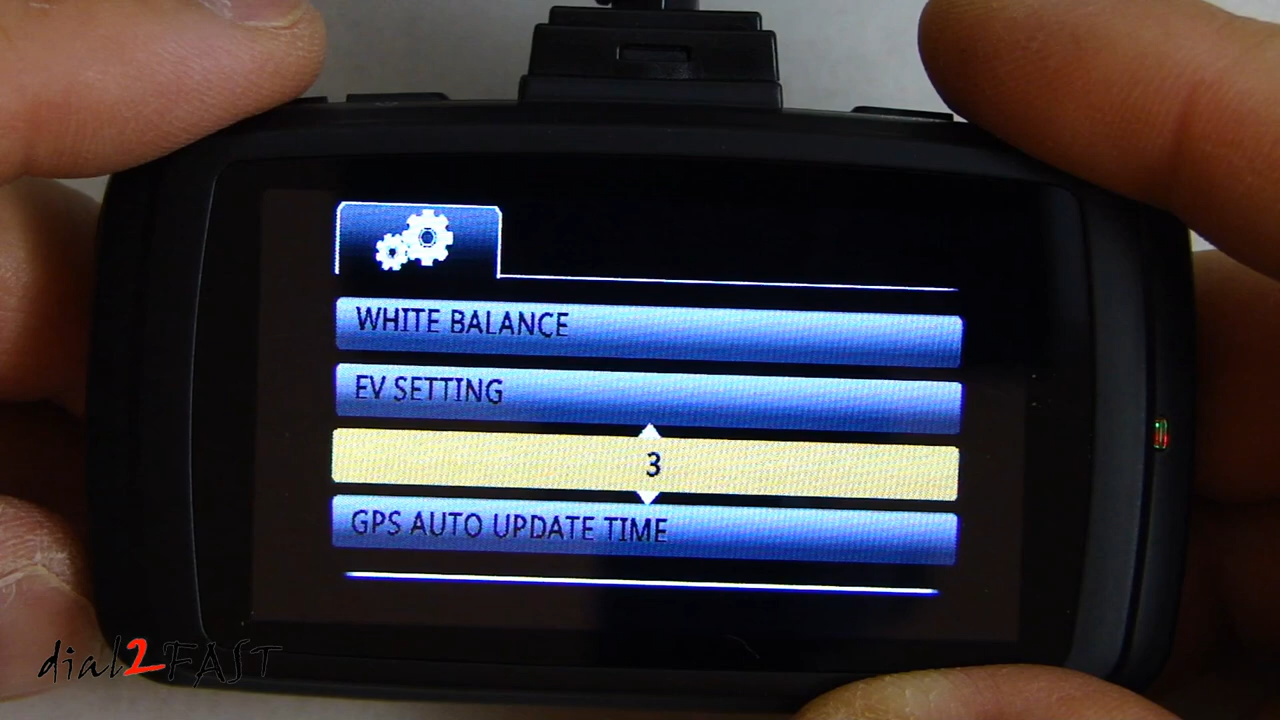 WHITE BALANCE
EV SETTING
3
GPS AUTO UPDATE TIME
dial2FAST